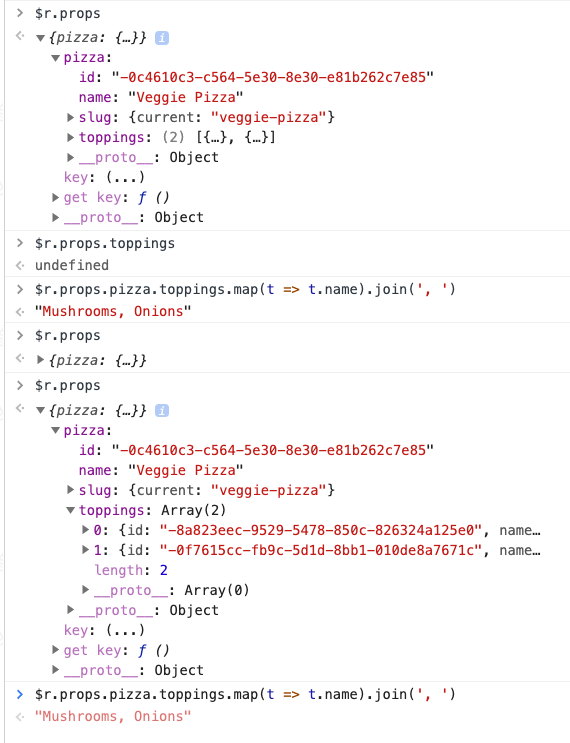 $r.props
{pizza: {…}} i
pizza:
id: "-0c4610c3-c564-5e30-8e30-e81b262c7e85"
name: "Veggie Pizza"
slug: {current: "veggie-pizza"}
toppings: (2) [{…}, {…}]
__proto__: Object
key: (...)
get key: ƒ ()
__proto__: Object
$r.props.toppings
undefined
$r.props.pizza.toppings.map(t => t.name).join(', ')
"Mushrooms, Onions"
$r.props
{pizza: {…}}
$r.props
{pizza: {…}} i
pizza:
id: "-0c4610c3-c564-5e30-8e30-e81b262c7e85"
name: "Veggie Pizza"
slug: {current: "veggie-pizza"}
toppings: Array(2)
0: {id: "-8a823eec-9529-5478-850c-826324a125e0", name…
1: {id: "-0f7615cc-fb9c-5d1d-8bb1-010de8a7671c", name…
length: 2
__proto__: Array(0)
__proto__: Object
key: (...)
get key: ƒ ()
__proto__: Object
$r.props.pizza.toppings.map(t => t.name).join(', ')
"Mushrooms, Onions"